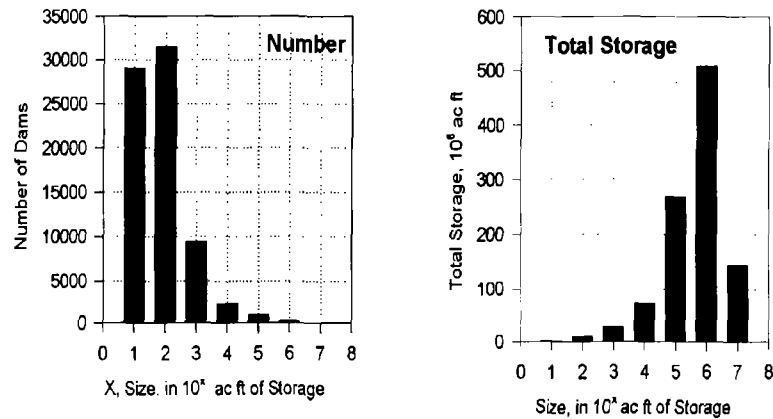 Number
35000
30000
25000
20000
15000
10000
5000
0
Number of Dams
0 1 2 3 4 5 6 7 8
X, Size. in 10ˣ ac ft of Storage
Total Storage
600
500
400
300
200
100
0
Total Storage, 10⁶ ac ft
0 1 2 3 4 5 6 7 8
Size, in 10ˣ ac ft of Storage